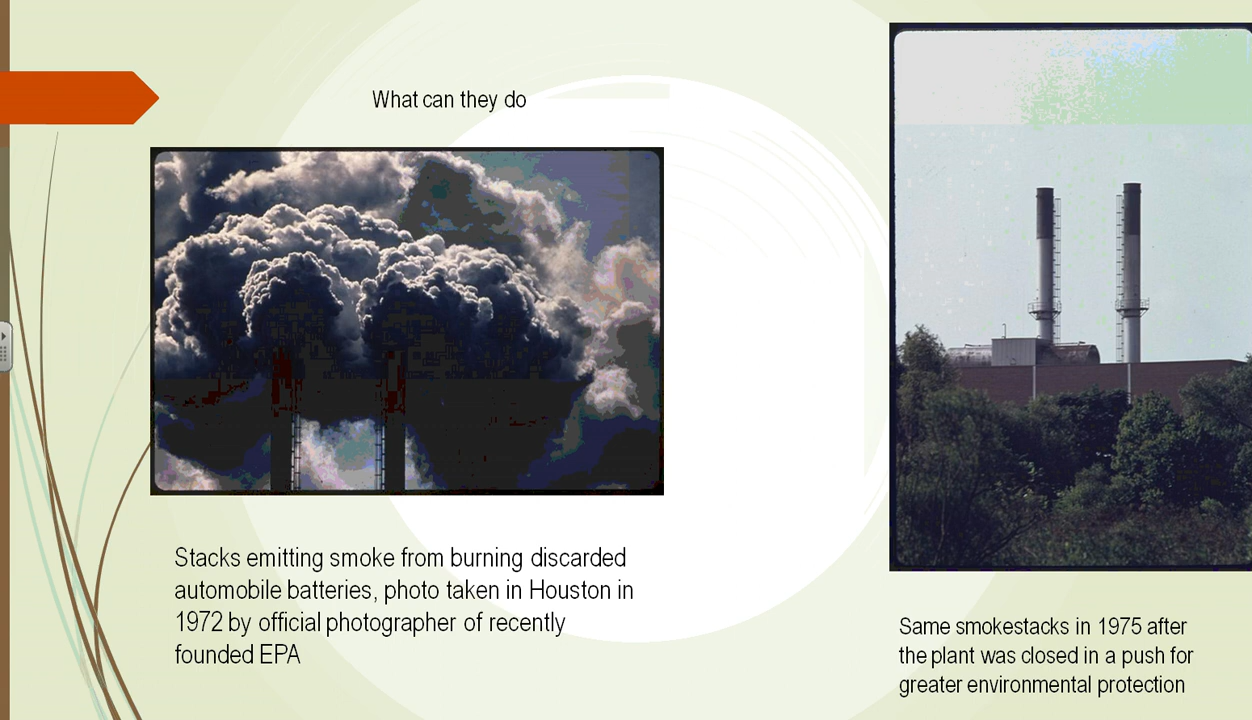 What can they do
Stacks emitting smoke from burning discarded
automobile batteries, photo taken in Houston in
1972 by official photographer of recently
founded EPA
Same smokestacks in 1975 after
the plant was closed in a push for
greater environmental protection